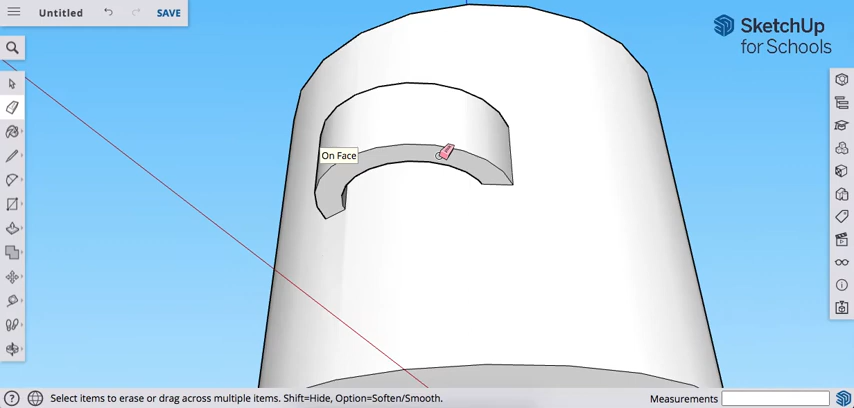 Untitled
SAVE
SketchUp
for Schools
On Face
Select items to erase or drag across multiple items. Shift=Hide, Option=Soften/Smooth.
Measurements